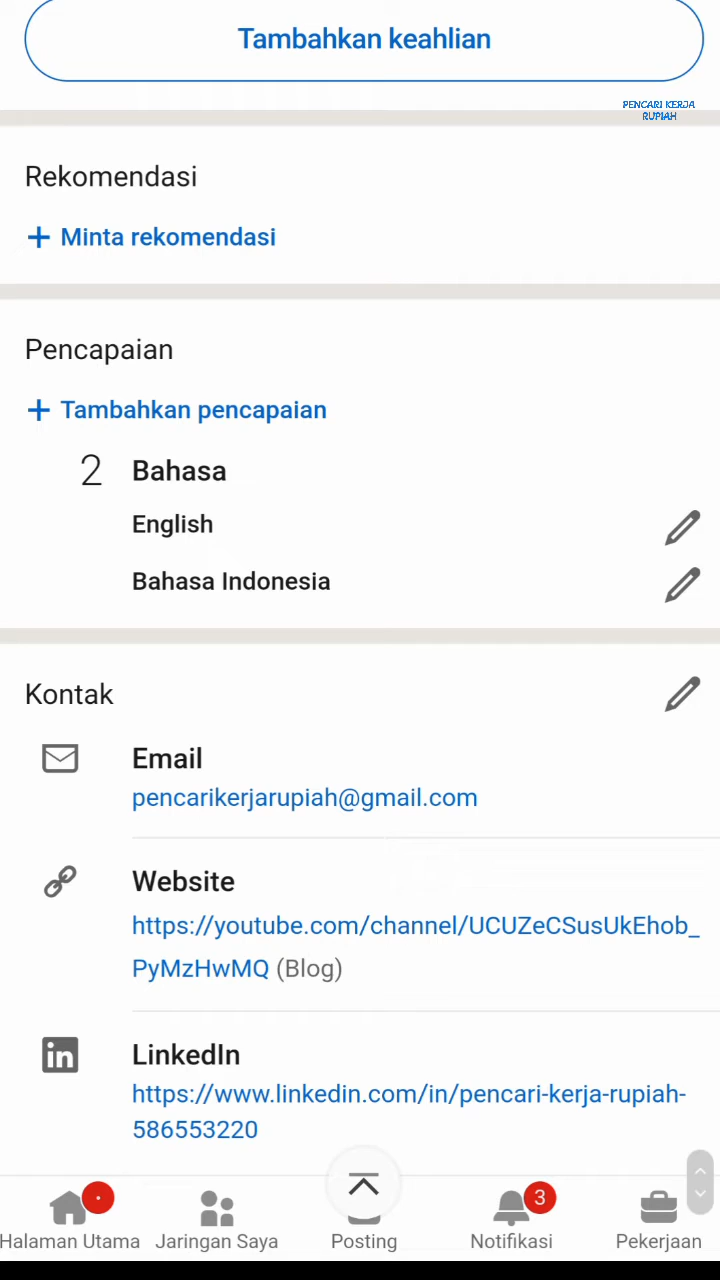 Tambahkan keahlian
PENCARI KERJA
RUPIAH
Rekomendasi
+ Minta rekomendasi
Pencapaian
+ Tambahkan pencapaian
2 Bahasa
English
Bahasa Indonesia
Kontak
Email
pencarikerjarupiah@gmail.com
Website
https://youtube.com/channel/UCUZeCSusUkEhob_
PyMzHwMQ (Blog)
in LinkedIn
https://www.linkedin.com/in/pencari-kerja-rupiah-
586553220
3
Halaman Utama Jaringan Saya Posting Notifikasi Pekerjaan